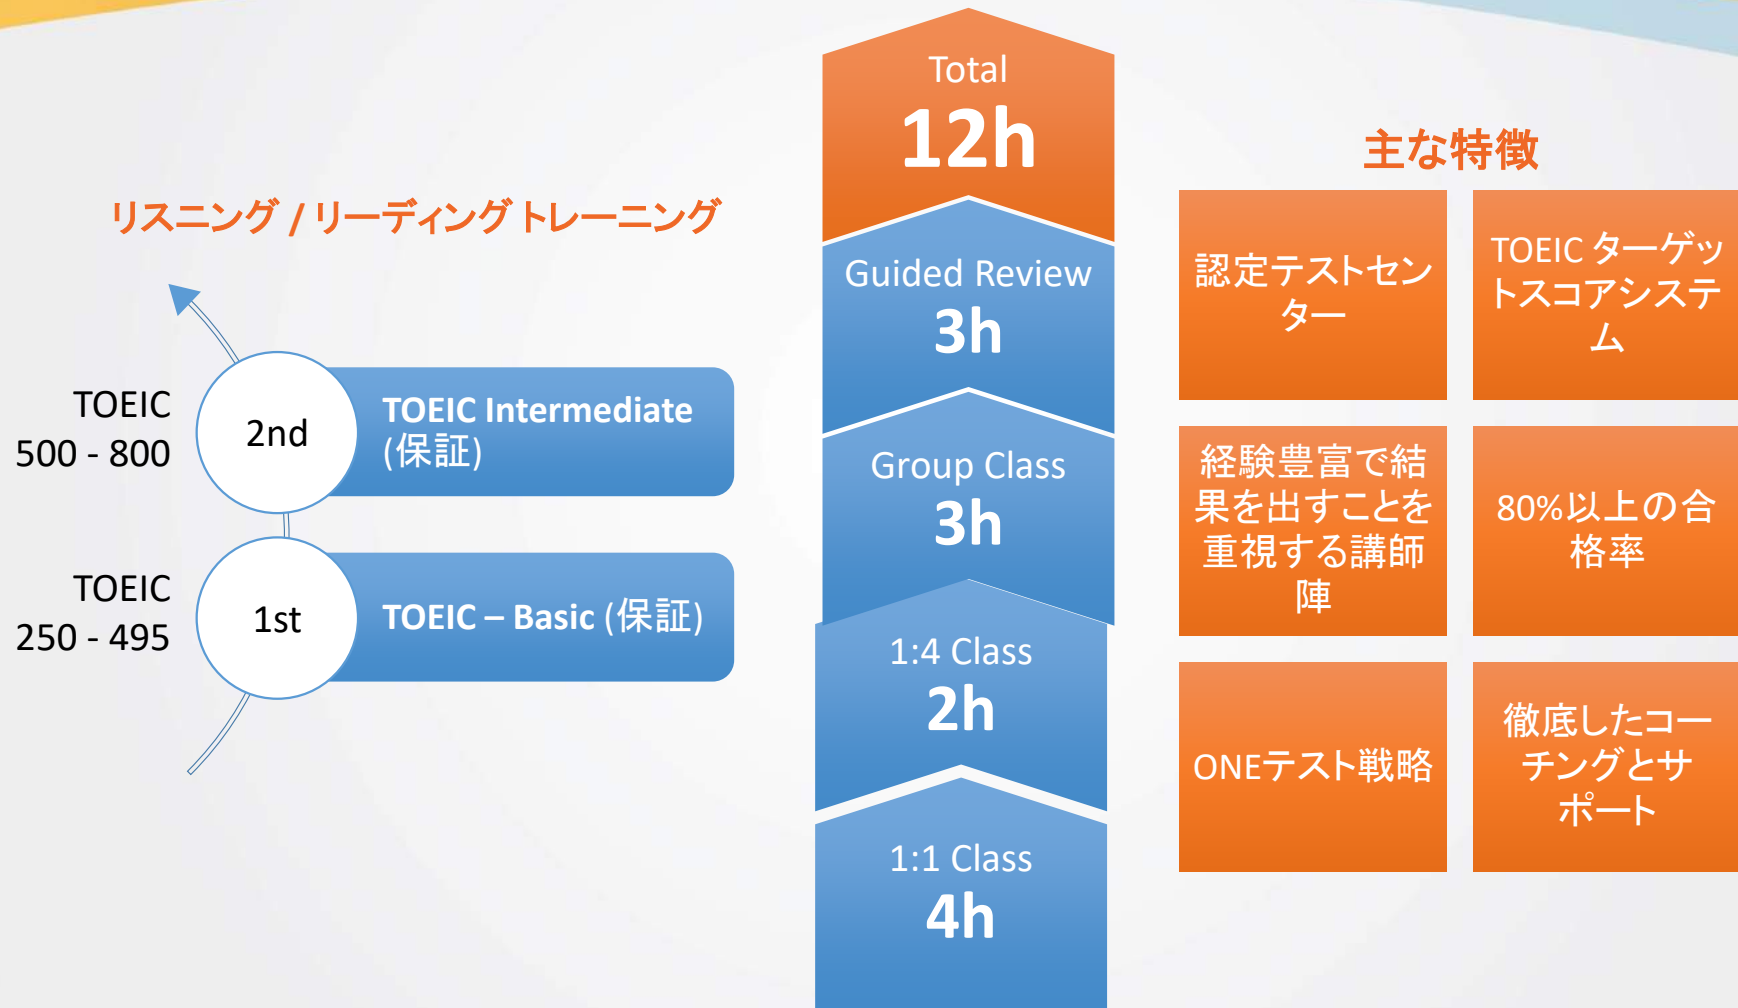 リスニング / リーディング トレーニング
TOEIC
500 - 800
2nd
TOEIC Intermediate
(保証)
TOEIC
250 - 495
1st
TOEIC – Basic (保証)
Total
12h
Guided Review
3h
Group Class
3h
1:4 Class
2h
1:1 Class
4h
主な特徴
認定テストセン
ター
TOEIC ターゲッ
トスコアシステ
ム
経験豊富で結
果を出すことを
重視する講師
陣
80%以上の合
格率
ONEテスト戦略
徹底したコー
チングとサ
ポート